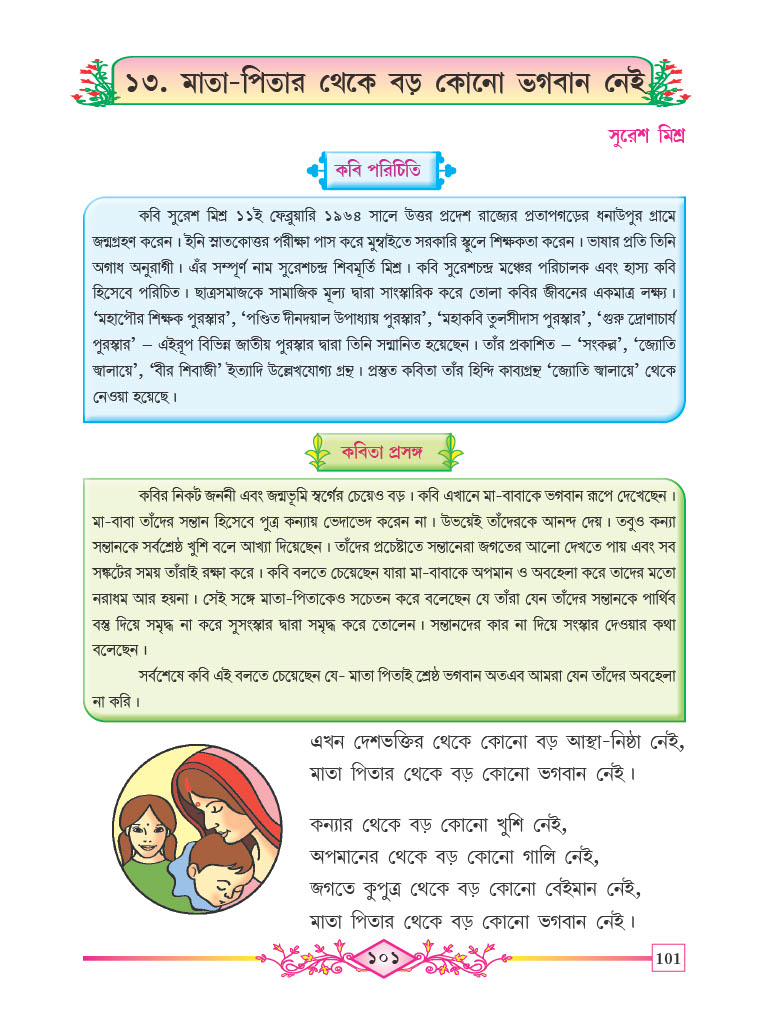 ১৩. মাতা-পিতার থেকে বড় কোনো ভগবান নেই
সুরেশ মিশ্র
কবি পরিচিতি
কবি সুরেশ মিশ্র ১১ই ফেব্রুয়ারি ১৯৬৪ সালে উত্তর প্রদেশ রাজ্যের প্রতাপগড়ের ধনাউপুর গ্রামে
জন্মগ্রহণ করেন। ইনি স্নাতকোত্তর পরীক্ষা পাস করে মুম্বাইতে সরকারি স্কুলে শিক্ষকতা করেন। ভাষার প্রতি তিনি
অগাধ অনুরাগী। এঁর সম্পূর্ণ নাম সুরেশচন্দ্র শিবমূর্তি মিশ্র। কবি সুরেশচন্দ্র মঞ্চের পরিচালক এবং হাস্য কবি
হিসেবে পরিচিত। ছাত্রসমাজকে সামাজিক মূল্য দ্বারা সাংস্কারিক করে তোলা কবির জীবনের একমাত্র লক্ষ্য।
‘মহাপৌর শিক্ষক পুরস্কার’, ‘পণ্ডিত দীনদয়াল উপাধ্যায় পুরস্কার’, ‘মহাকবি তুলসীদাস পুরস্কার’, ‘গুরু দ্রোণাচার্য
পুরস্কার’ – এইরূপ বিভিন্ন জাতীয় পুরস্কার দ্বারা তিনি সম্মানিত হয়েছেন। তাঁর প্রকাশিত – ‘সংকল্প’, ‘জ্যোতি
জ্বালায়ে’, ‘বীর শিবাজী’ ইত্যাদি উল্লেখযোগ্য গ্রন্থ। প্রস্তুত কবিতা তাঁর হিন্দি কাব্যগ্রন্থ ‘জ্যোতি জ্বালায়ে’ থেকে
নেওয়া হয়েছে।
কবিতা প্রসঙ্গ
কবির নিকট জননী এবং জন্মভূমি স্বর্গের চেয়েও বড়। কবি এখানে মা-বাবাকে ভগবান রূপে দেখেছেন।
মা-বাবা তাঁদের সন্তান হিসেবে পুত্র কন্যায় ভেদাভেদ করেন না। উভয়েই তাঁদেরকে আনন্দ দেয়। তবুও কন্যা
সন্তানকে সর্বশ্রেষ্ঠ খুশি বলে আখ্যা দিয়েছেন। তাঁদের প্রচেষ্টাতে সন্তানেরা জগতের আলো দেখতে পায় এবং সব
সঙ্কটের সময় তাঁরাই রক্ষা করে। কবি বলতে চেয়েছেন যারা মা-বাবাকে অপমান ও অবহেলা করে তাদের মতো
নরাধম আর হয়না। সেই সঙ্গে মাতা-পিতাকেও সচেতন করে বলেছেন যে তাঁরা যেন তাঁদের সন্তানকে পার্থিব
বস্তু দিয়ে সমৃদ্ধ না করে সুসংস্কার দ্বারা সমৃদ্ধ করে তোলেন। সন্তানদের কার না দিয়ে সংস্কার দেওয়ার কথা
বলেছেন।
সর্বশেষে কবি এই বলতে চেয়েছেন যে- মাতা পিতাই শ্রেষ্ঠ ভগবান অতএব আমরা যেন তাঁদের অবহেলা
না করি।
এখন দেশভক্তির থেকে কোনো বড় আস্থা-নিষ্ঠা নেই,
মাতা পিতার থেকে বড় কোনো ভগবান নেই।
কন্যার থেকে বড় কোনো খুশি নেই,
অপমানের থেকে বড় কোনো গালি নেই,
জগতে কুপুত্র থেকে বড় কোনো বেইমান নেই,
মাতা পিতার থেকে বড় কোনো ভগবান নেই।
১০১
101